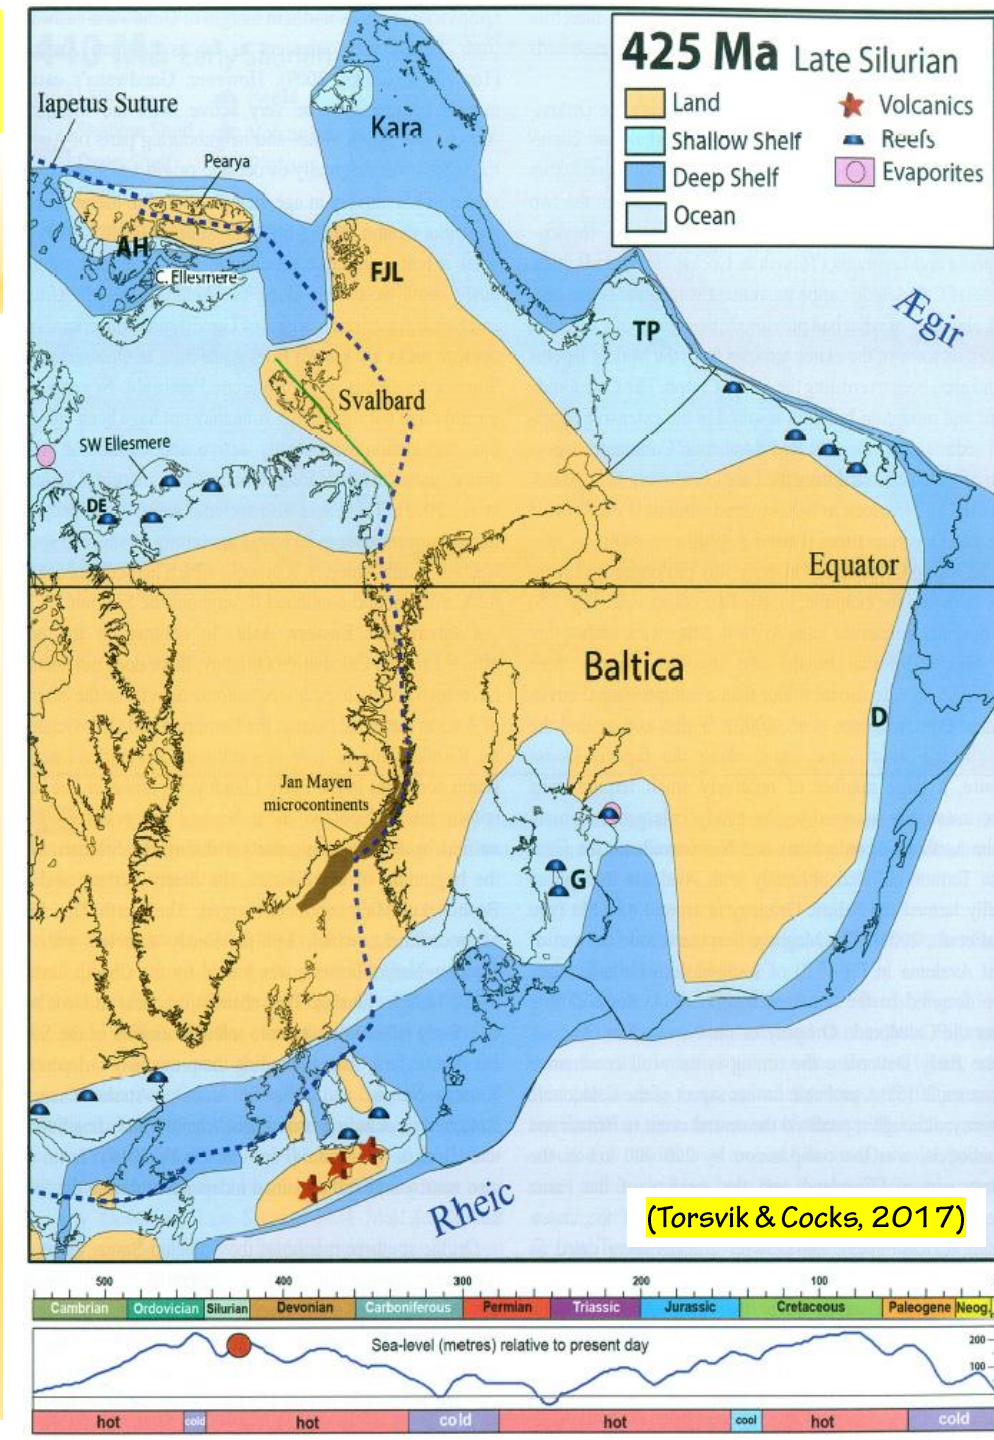 425 Ma Late Silurian
Land
Shallow Shelf
Deep Shelf
Ocean
Volcanics
Reefs
Evaporites
Iapetus Suture
Pearya
Kara
AH
C. Ellesmere
FJL
Svalbard
TP
Ægir
SW Ellesmere
DE
Equator
Baltica
D
Jan Mayen
microcontinents
G
Rheic
(Torsvik & Cocks, 2017)
500 400 300 200 100
Cambrian Ordovician Silurian Devonian Carboniferous Permian Triassic Jurassic Cretaceous Paleogene Neog.
Sea-level (metres) relative to present day
200
100
hot cold hot cold hot cool hot cold